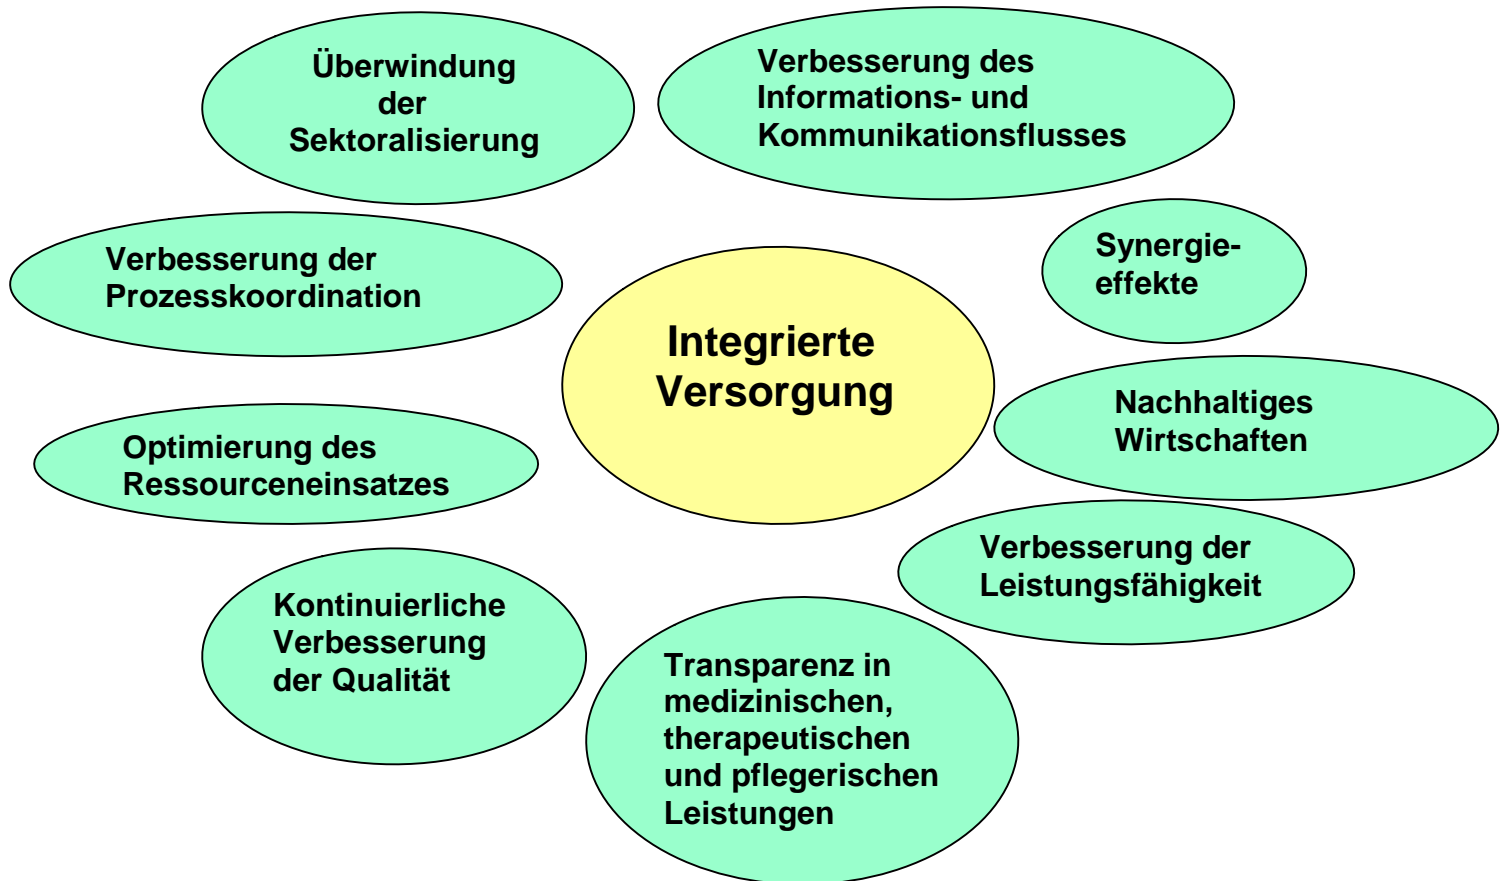 Überwindung
der
Sektoralisierung
Verbesserung des
Informations- und
Kommunikationsflusses
Verbesserung der
Prozesskoordination
Synergie-
effekte
Integrierte
Versorgung
Nachhaltiges
Wirtschaften
Optimierung des
Ressourceneinsatzes
Verbesserung der
Leistungsfähigkeit
Kontinuierliche
Verbesserung
der Qualität
Transparenz in
medizinischen,
therapeutischen
und pflegerischen
Leistungen